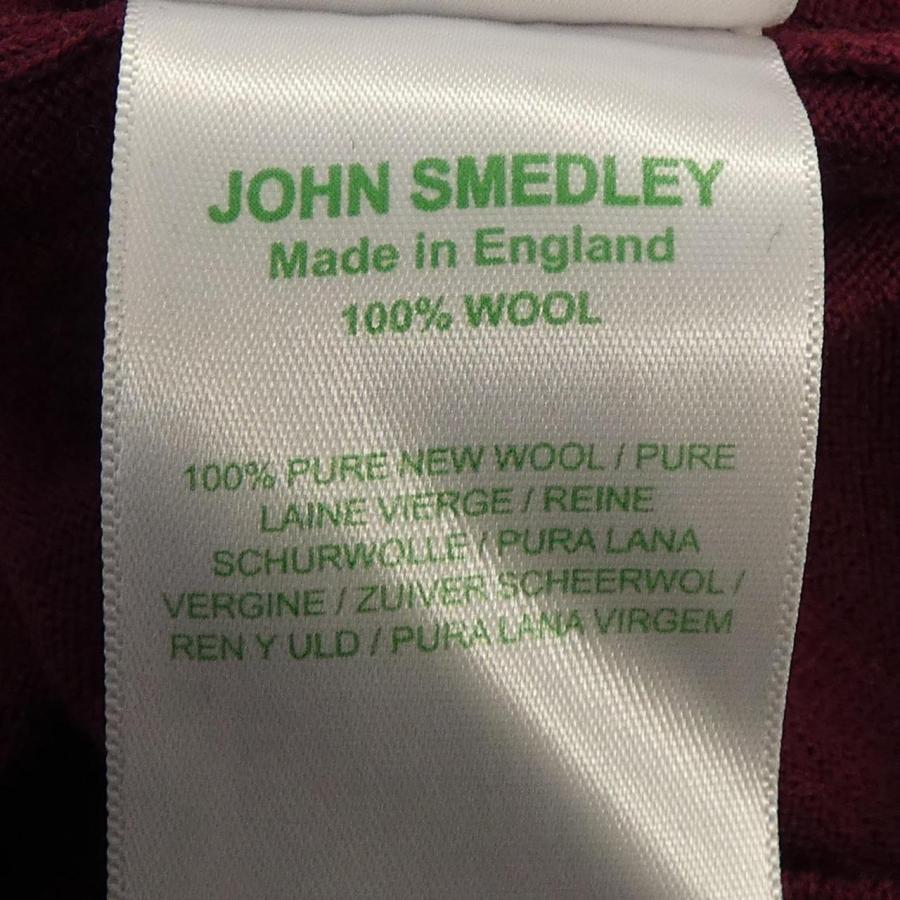 JOHN SMEDLEY
Made in England
100% WOOL
100% PURE NEW WOOL / PURE
LAINE VIERGE / REINE
SCHURWOLLE / PURA LANA
VERGINE / ZUIVER SCHEERWOL /
REN Y ULD / PURA LANA VIRGEM